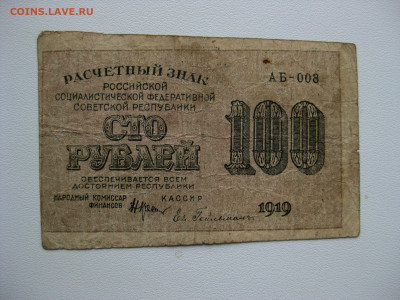 COINS.LAVE.RU
РАСЧЕТНЫЙ ЗНАК
РОССИЙСКОЙ
СОЦИАЛИСТИЧЕСКОЙ ФЕДЕРАТИВНОЙ
СОВЕТСКОЙ РЕСПУБЛИКИ
АБ-008
СТО
РУБЛЕЙ
100
ОБЕСПЕЧИВАЕТСЯ ВСЕМ
ДОСТОЯНИЕМ РЕСПУБЛИКИ
НАРОДНЫЙ КОМИССАР
ФИНАНСОВ
КАССИР
1919